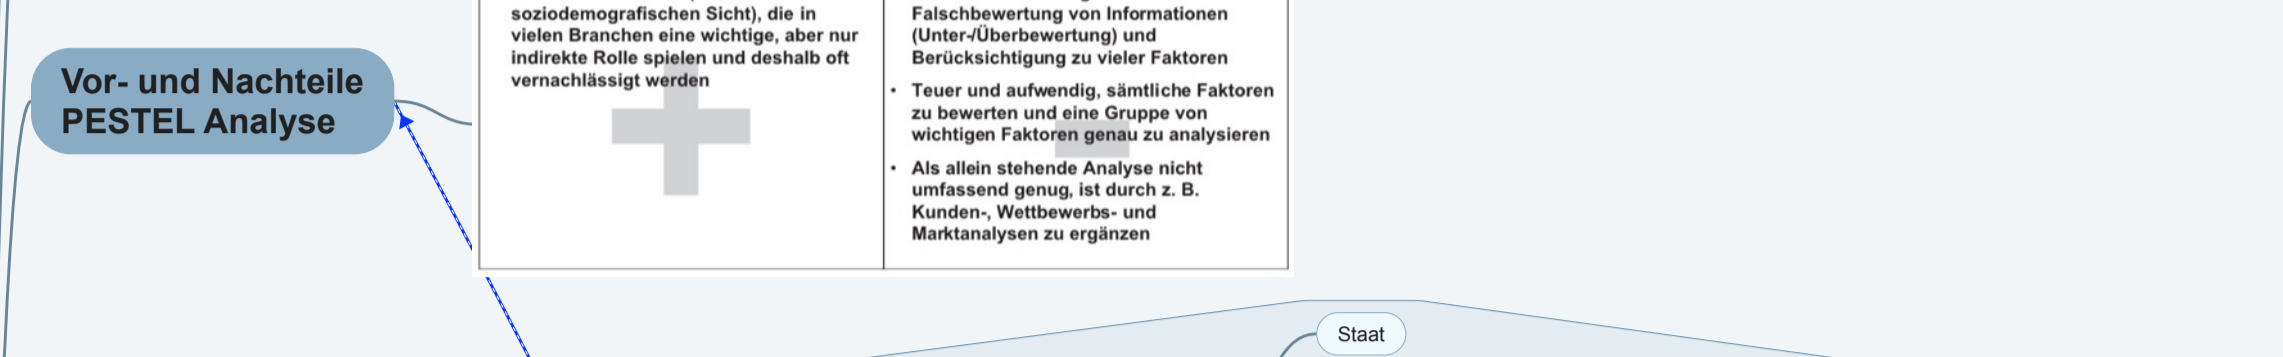 Vor- und Nachteile
PESTEL Analyse
soziodemografischen Sicht), die in
vielen Branchen eine wichtige, aber nur
indirekte Rolle spielen und deshalb oft
vernachlässigt werden
Falschbewertung von Informationen
(Unter-/Überbewertung) und
Berücksichtigung zu vieler Faktoren
• Teuer und aufwendig, sämtliche Faktoren
zu bewerten und eine Gruppe von
wichtigen Faktoren genau zu analysieren
• Als allein stehende Analyse nicht
umfassend genug, ist durch z. B.
Kunden-, Wettbewerbs- und
Marktanalysen zu ergänzen
Staat